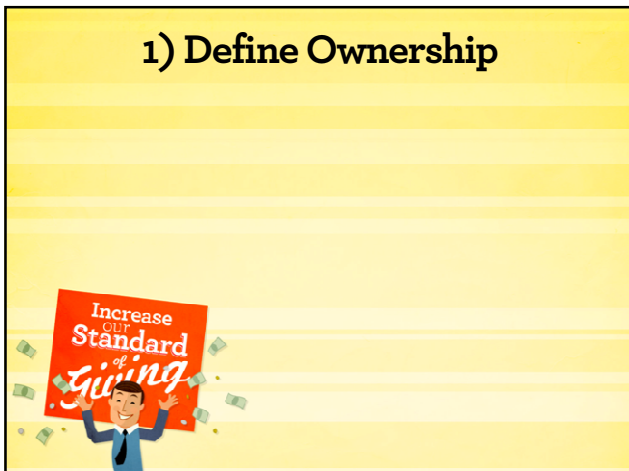 1) Define Ownership
Increase
our
Standard
of
Giving